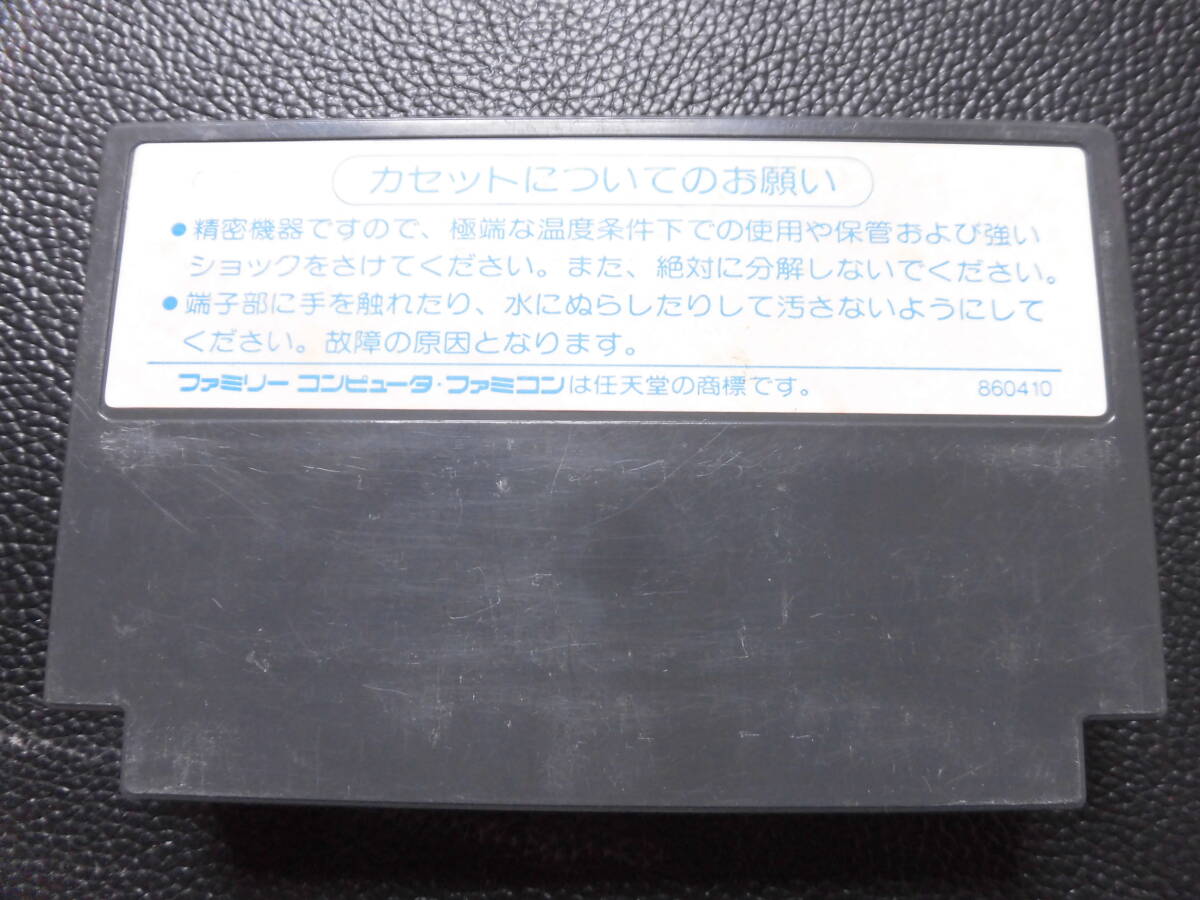 カセットについてのお願い
●精密機器ですので、極端な温度条件下での使用や保管および強い
ショックをさけてください。また、絶対に分解しないでください。
●端子部に手を触れたり、水にぬらしたりして汚さないようにして
ください。故障の原因となります。
ファミリーコンピュータ・ファミコンは任天堂の商標です。 860410